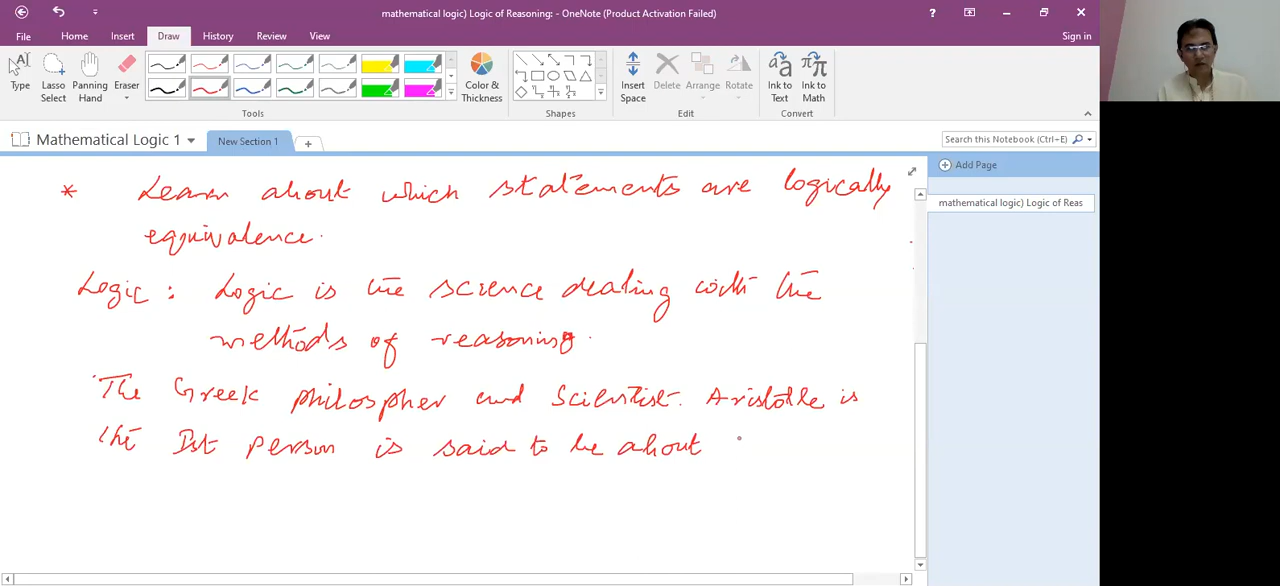 mathematical logic) Logic of Reasoning: - OneNote (Product Activation Failed)
File Home Insert Draw History Review View Sign in
Type Lasso Select Panning Hand Eraser Color & Thickness Insert Space Delete Arrange Rotate Ink to Text Ink to Math
Tools Shapes Edit Convert
Mathematical Logic 1 New Section 1 Search this Notebook (Ctrl+E)
Add Page
mathematical logic) Logic of Reas
* Learn about which statements are logically
equivalence.
Logic : Logic is the science dealing with the
methods of reasoning.
The Greek philospher and Scientist. Aristotle is
the Ist person is said to be about